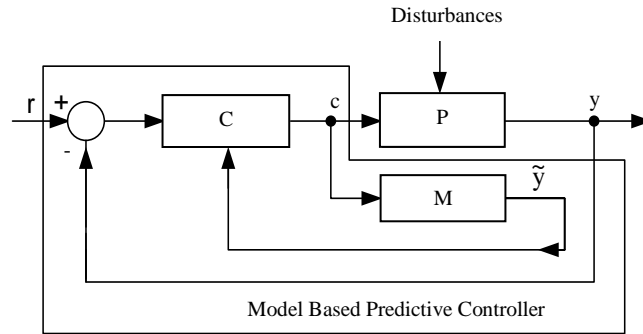 Disturbances
r
+
-
C
c
P
y
M
ỹ
Model Based Predictive Controller